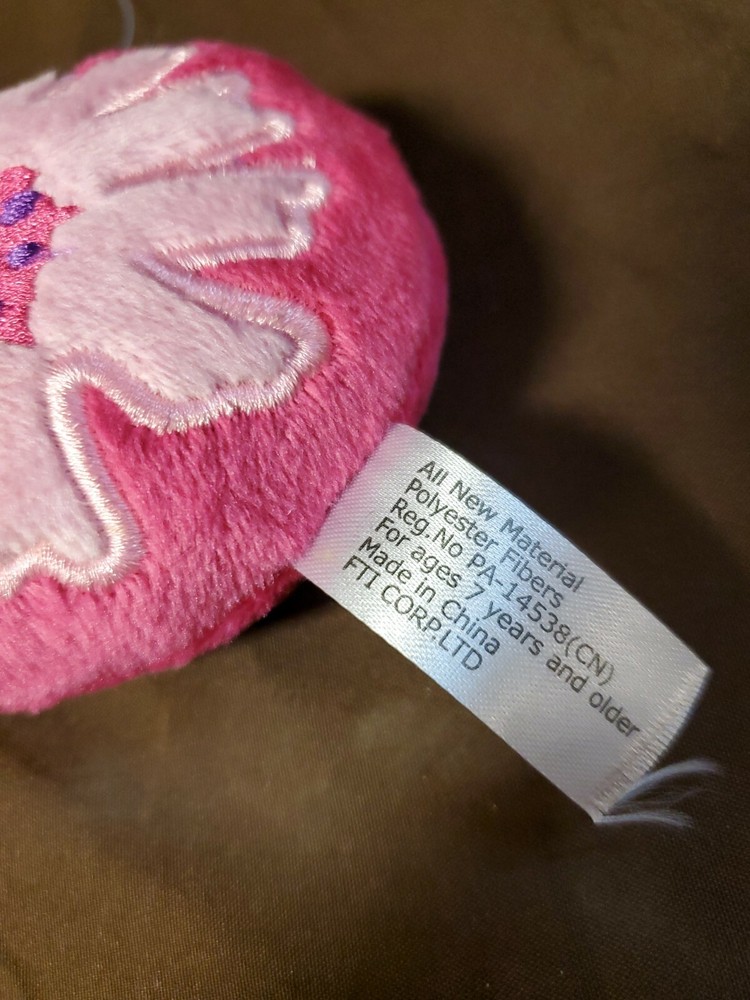 All New Material
Polyester Fibers
Reg.No PA-14538(CN)
For ages 7 years and older
Made in China
FTI CORP.LTD